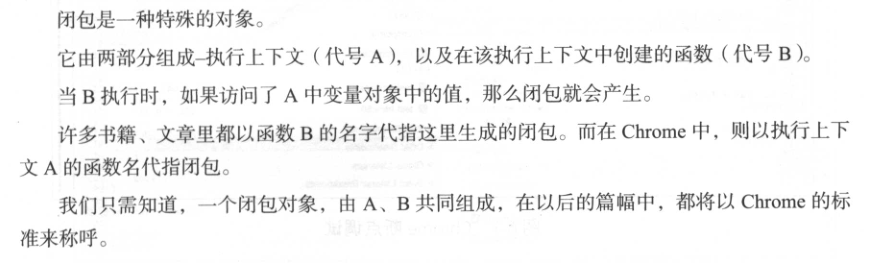 闭包是一种特殊的对象。
它由两部分组成–执行上下文（代号 A），以及在该执行上下文中创建的函数（代号 B）。
当 B 执行时，如果访问了 A 中变量对象中的值，那么闭包就会产生。
许多书籍、文章里都以函数 B 的名字代指这里生成的闭包。而在 Chrome 中，则以执行上下
文 A 的函数名代指闭包。
我们只需知道，一个闭包对象，由 A、B 共同组成，在以后的篇幅中，都将以 Chrome 的标
准来称呼。